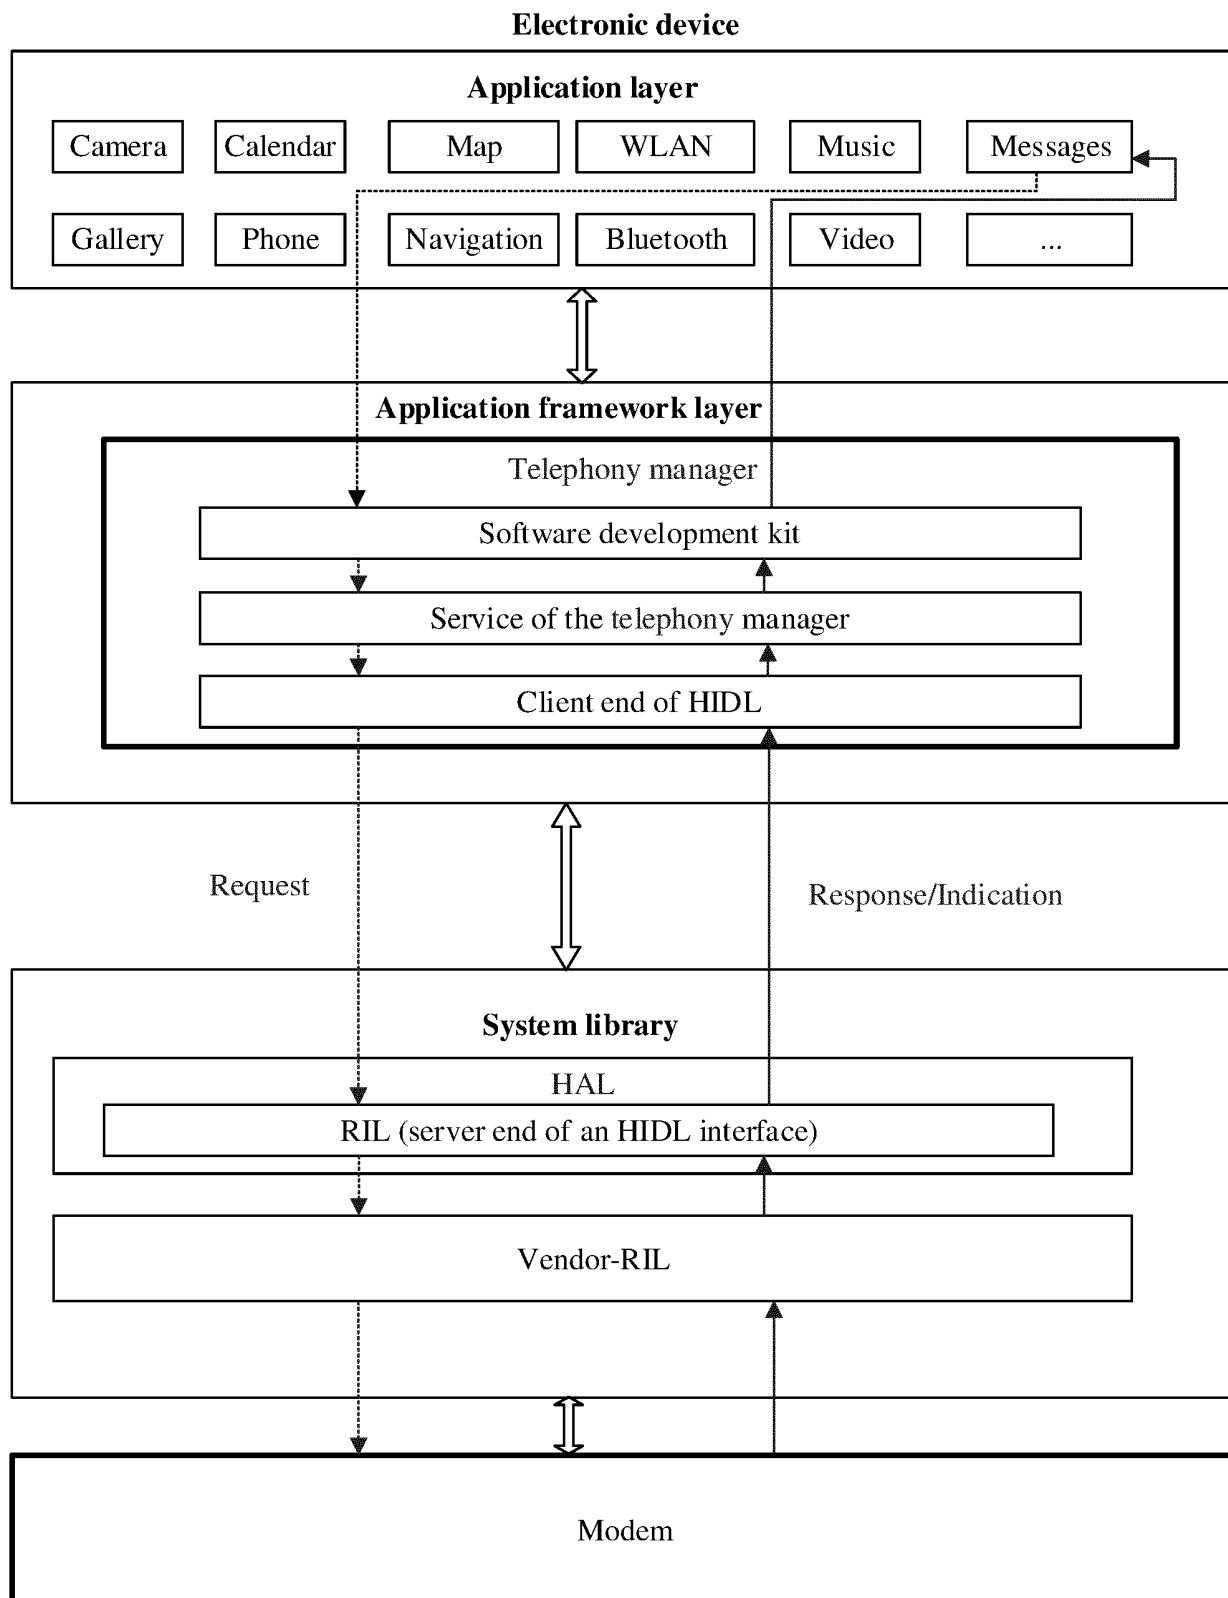 Electronic device
Application layer
Camera Calendar Map WLAN Music Messages
Gallery Phone Navigation Bluetooth Video ...
Application framework layer
Telephony manager
Software development kit
Service of the telephony manager
Client end of HIDL
Request
Response/Indication
System library
HAL
RIL (server end of an HIDL interface)
Vendor-RIL
Modem